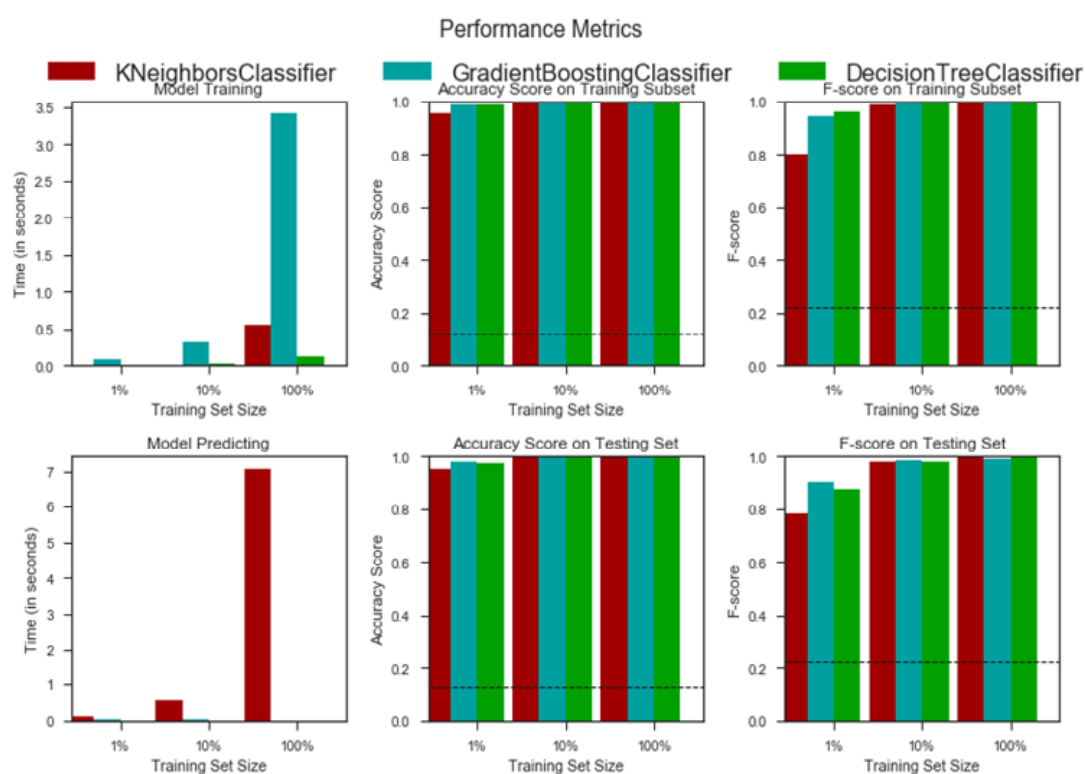 Performance Metrics
KNeighborsClassifier GradientBoostingClassifier DecisionTreeClassifier
Model Training
3.5
3.0
2.5
2.0
1.5
1.0
0.5
0.0
Time (in seconds)
1% 10% 100%
Training Set Size
Accuracy Score on Training Subset
1.0
0.8
0.6
0.4
0.2
0.0
Accuracy Score
1% 10% 100%
Training Set Size
F-score on Training Subset
1.0
0.8
0.6
0.4
0.2
0.0
F-score
1% 10% 100%
Training Set Size
Model Predicting
7
6
5
4
3
2
1
0
Time (in seconds)
1% 10% 100%
Training Set Size
Accuracy Score on Testing Set
1.0
0.8
0.6
0.4
0.2
0.0
Accuracy Score
1% 10% 100%
Training Set Size
F-score on Testing Set
1.0
0.8
0.6
0.4
0.2
0.0
F-score
1% 10% 100%
Training Set Size